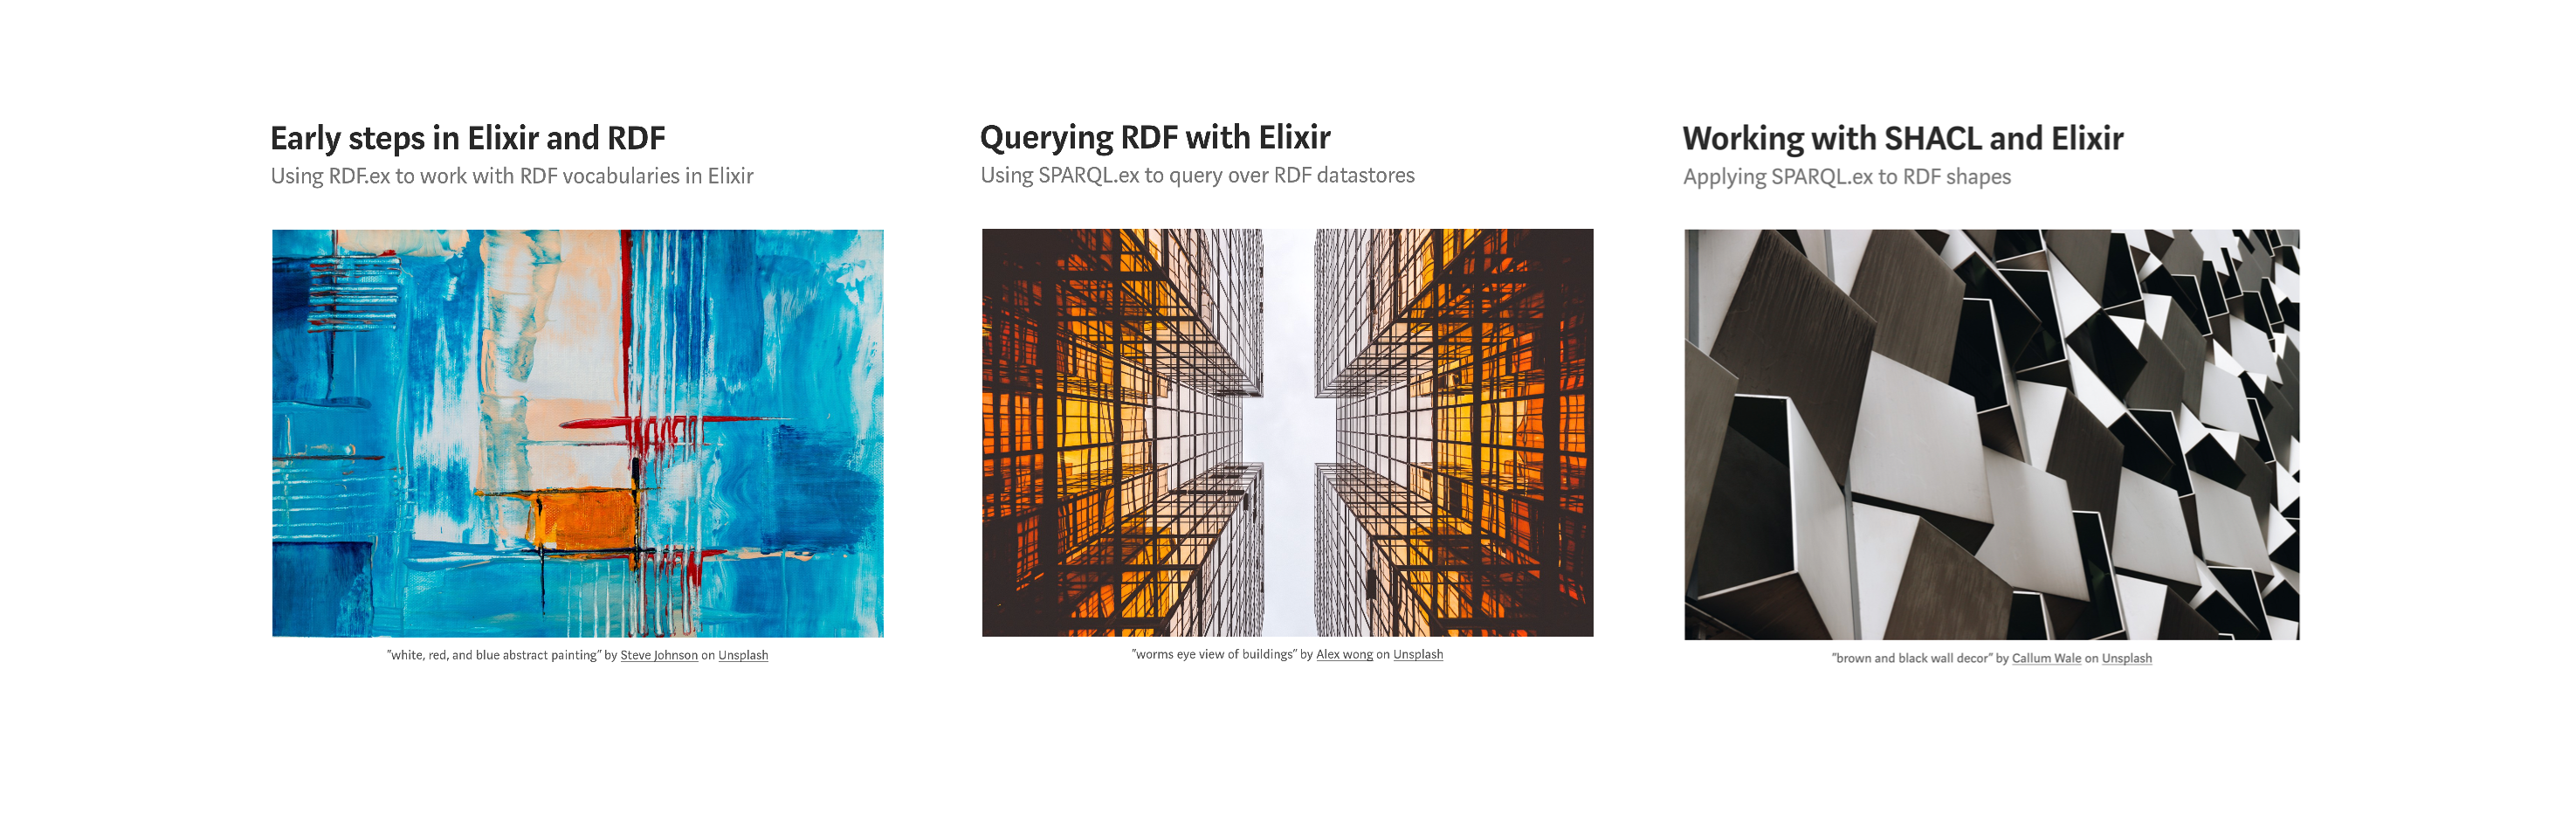 Early steps in Elixir and RDF
Using RDF.ex to work with RDF vocabularies in Elixir
"white, red, and blue abstract painting" by Steve Johnson on Unsplash
Querying RDF with Elixir
Using SPARQL.ex to query over RDF datastores
"worms eye view of buildings" by Alex wong on Unsplash
Working with SHACL and Elixir
Applying SPARQL.ex to RDF shapes
"brown and black wall decor" by Callum Wale on Unsplash